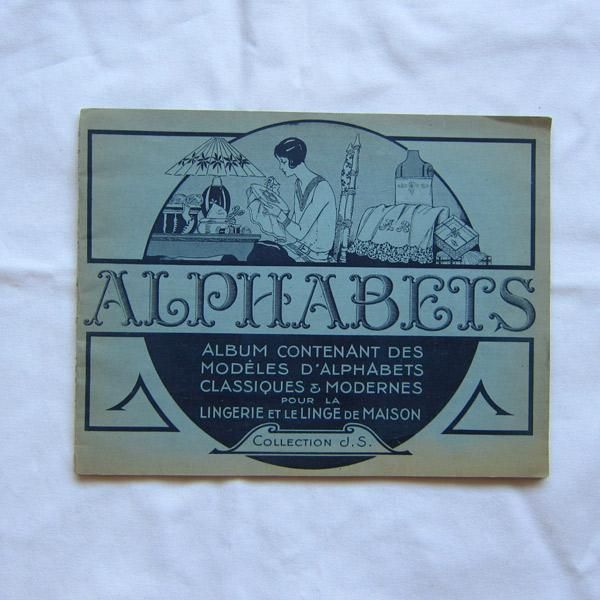 A B
ALPHABETS
ALBUM CONTENANT DES
MODÈLES D'ALPHABETS
CLASSIQUES & MODERNES
POUR LA
LINGERIE ET LE LINGE DE MAISON
COLLECTION J.S.